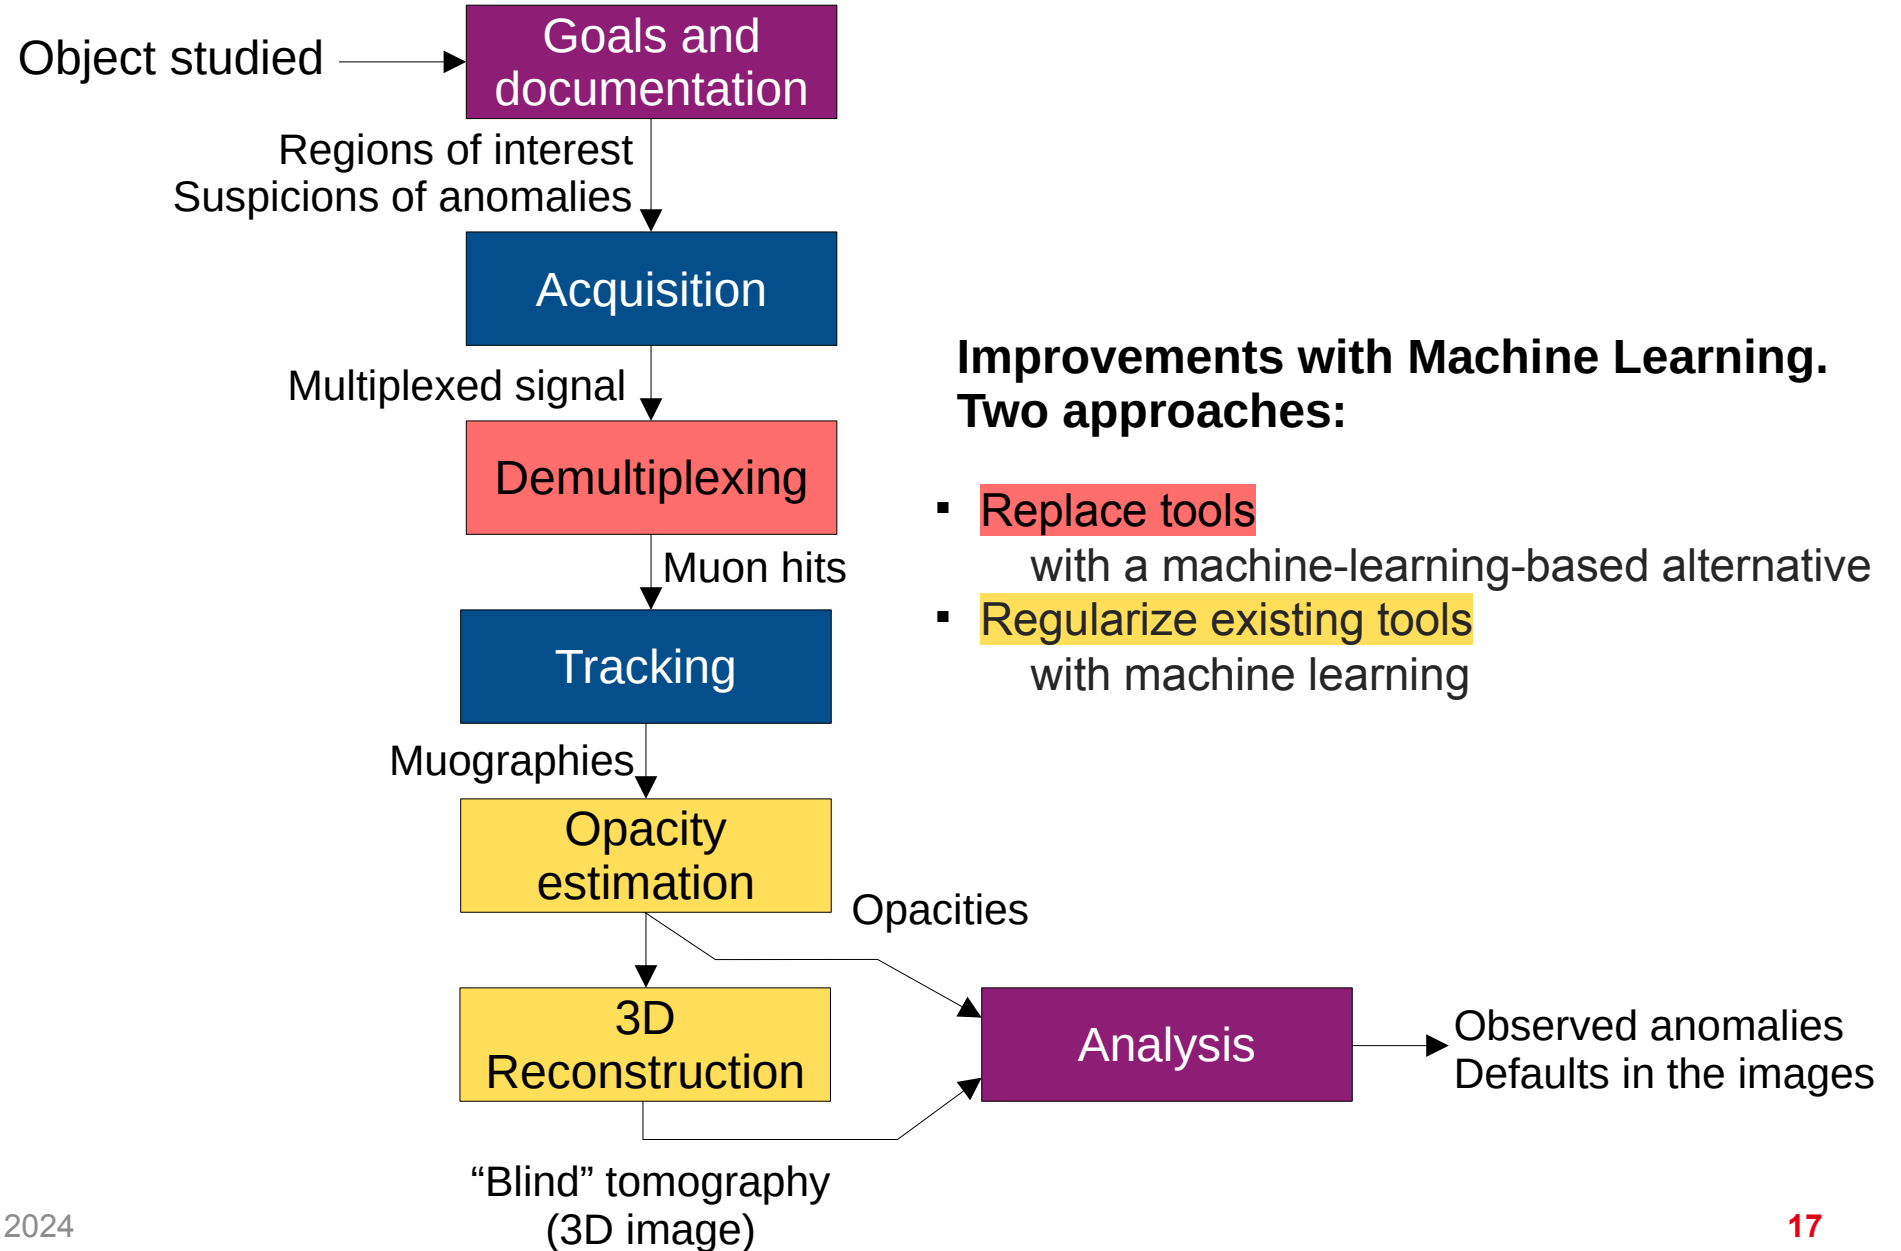 Object studied
Goals and
documentation
Regions of interest
Suspicions of anomalies
Acquisition
Multiplexed signal
Improvements with Machine Learning.
Two approaches:
Demultiplexing
▪ Replace tools
with a machine-learning-based alternative
▪ Regularize existing tools
with machine learning
Muon hits
Tracking
Muographies
Opacity
estimation
Opacities
3D
Reconstruction
Analysis
Observed anomalies
Defaults in the images
“Blind” tomography
(3D image)
2024
17